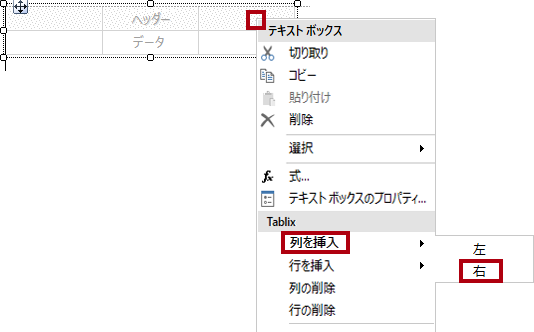 ヘッダー
データ
テキスト ボックス
切り取り
コピー
貼り付け
削除
選択
fx 式...
テキスト ボックスのプロパティ...
Tablix
列を挿入
左
行を挿入
右
列の削除
行の削除